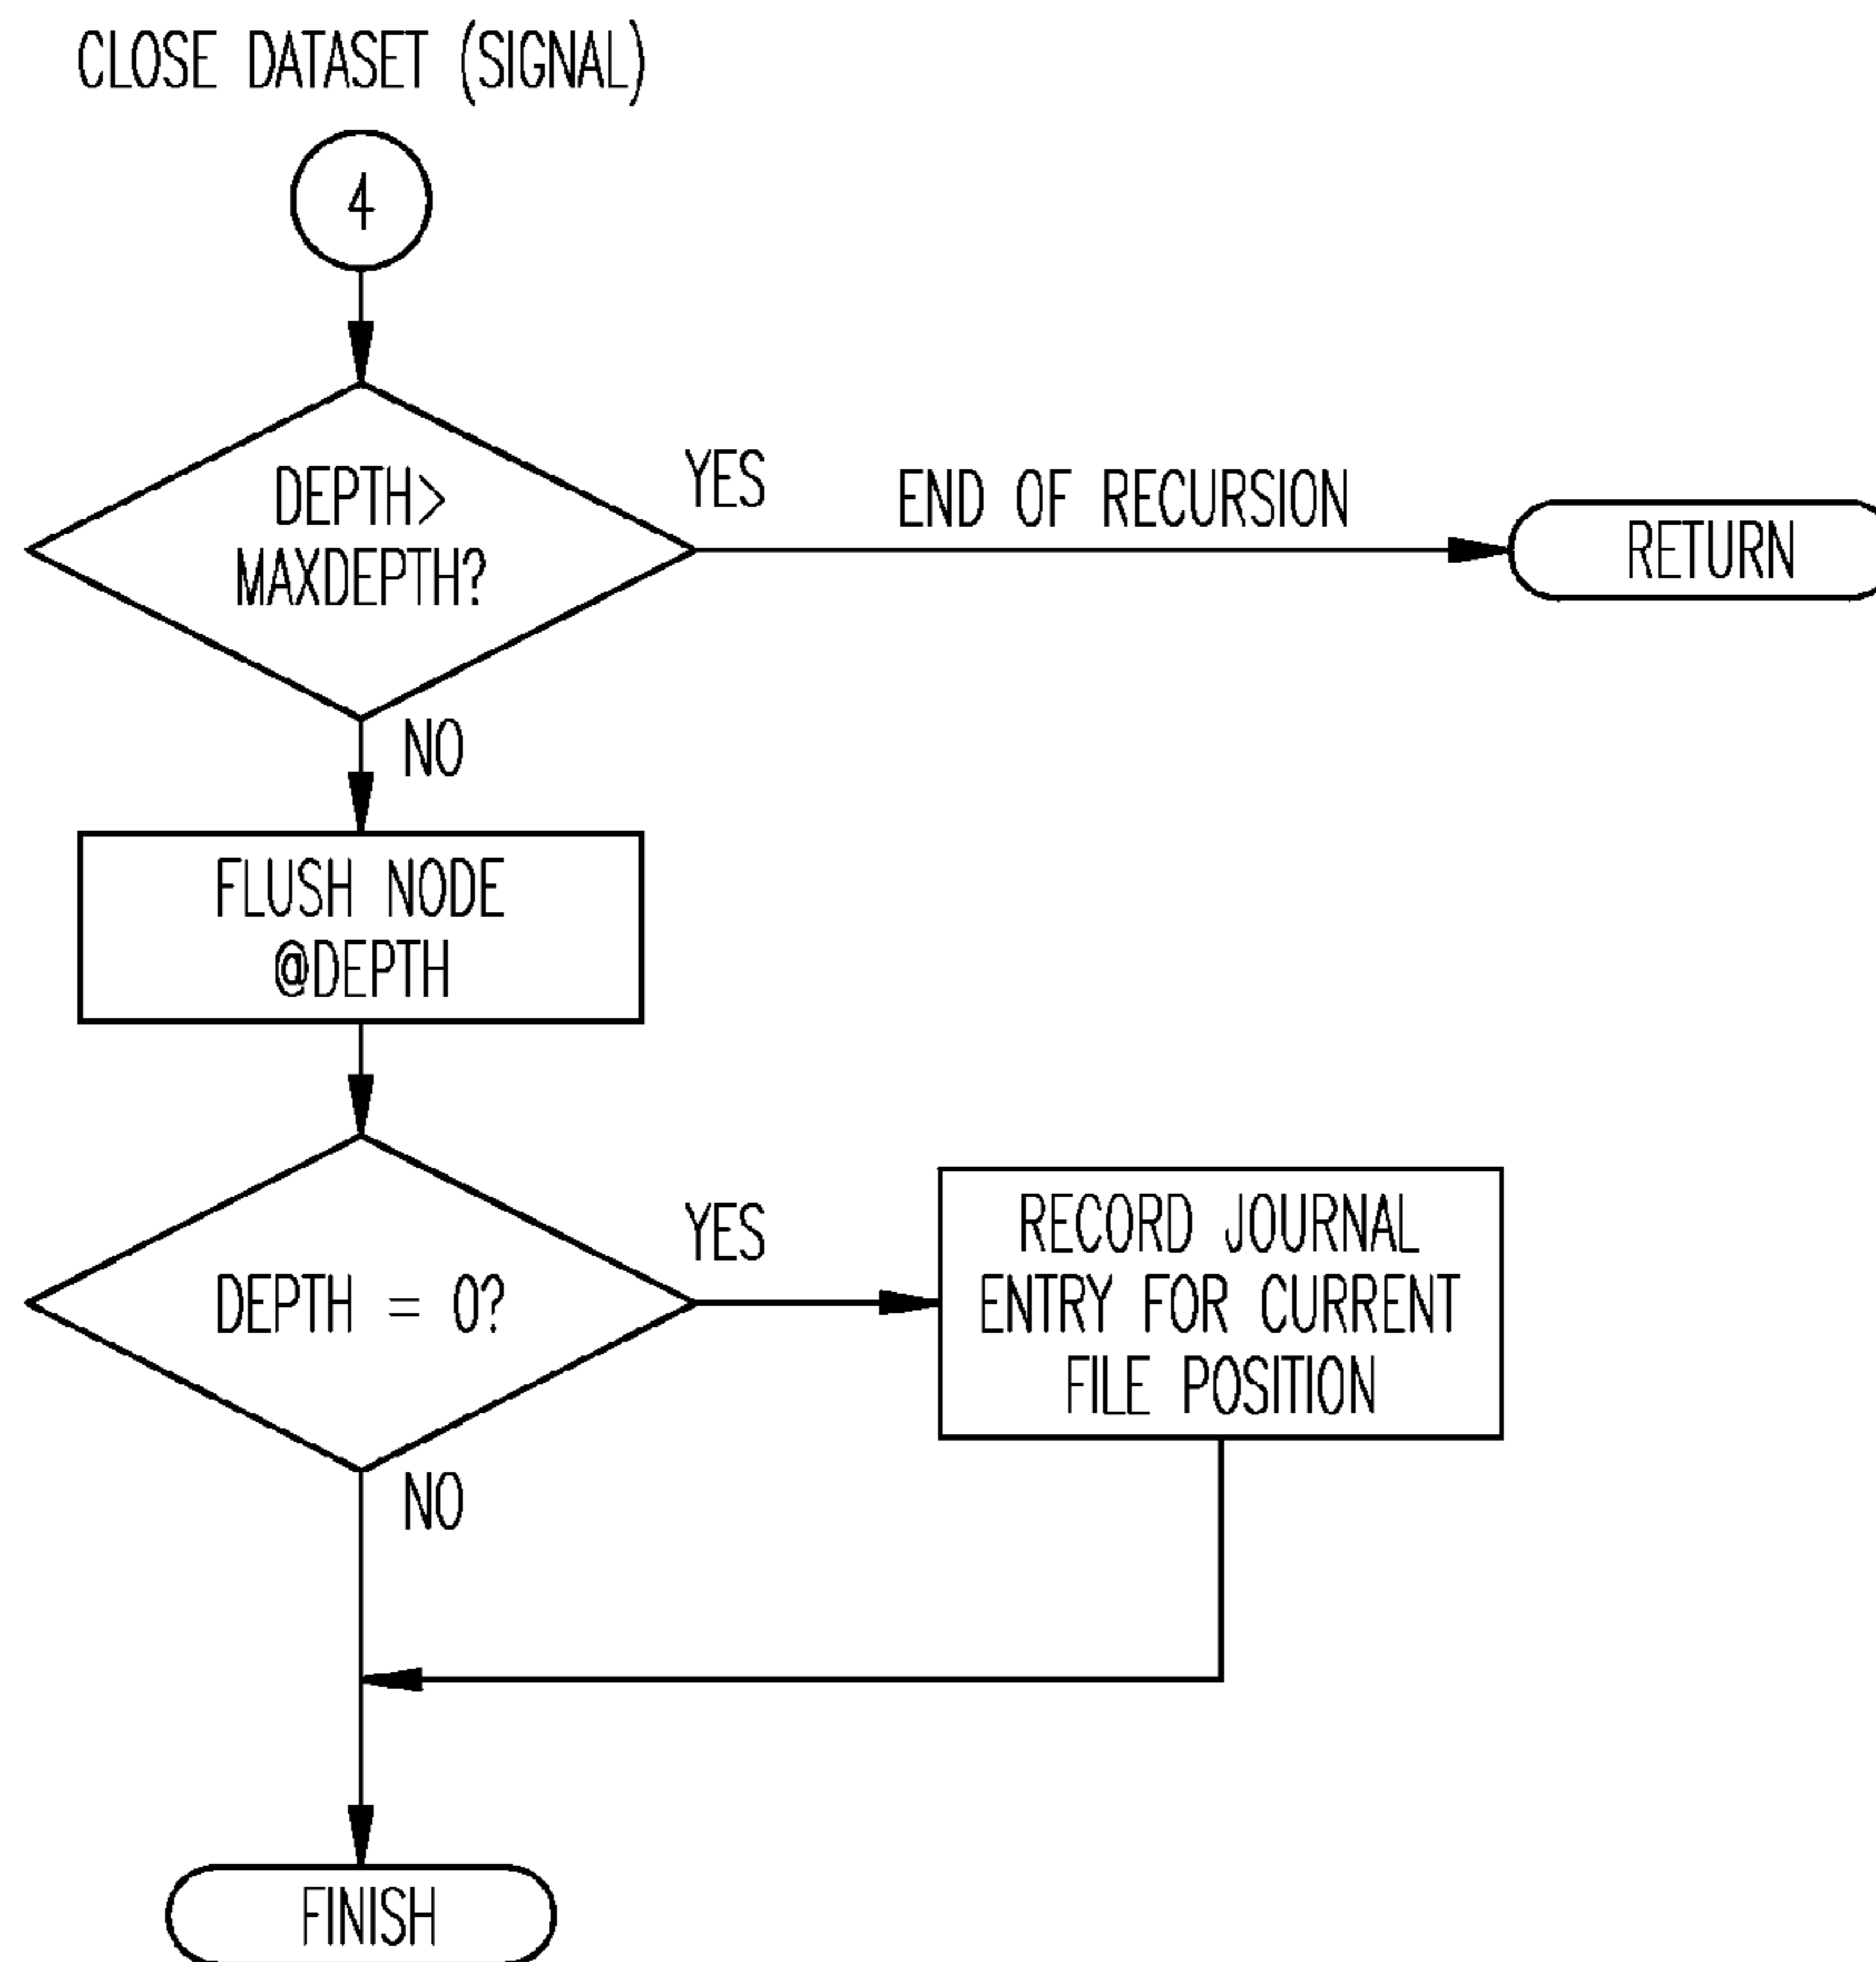 CLOSE DATASET (SIGNAL)
4
DEPTH>
MAXDEPTH?
YES
END OF RECURSION
RETURN
NO
FLUSH NODE
@DEPTH
DEPTH = 0?
YES
RECORD JOURNAL
ENTRY FOR CURRENT
FILE POSITION
NO
FINISH